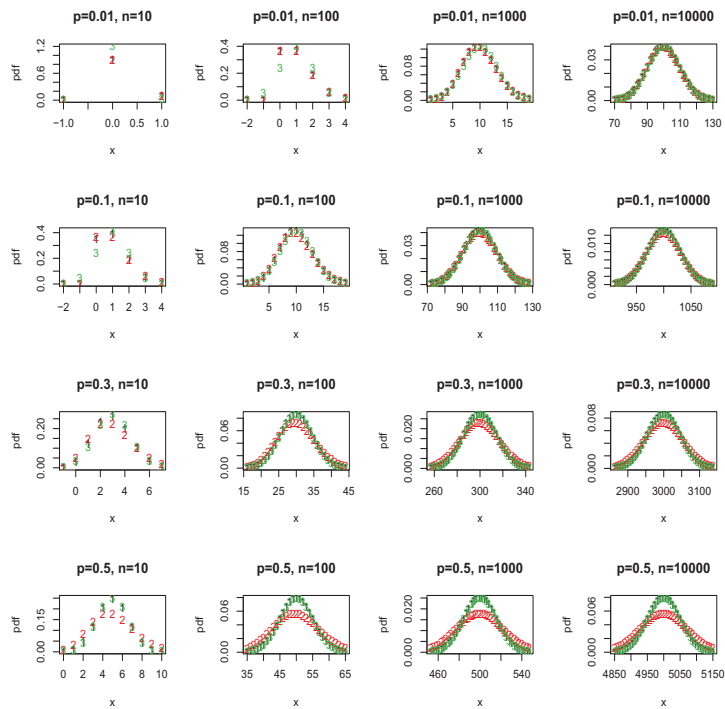 p=0.01, n=10 p=0.01, n=100 p=0.01, n=1000 p=0.01, n=10000
pdf 0.0 0.6 1.2 pdf 0.0 0.2 0.4 pdf 0.00 0.08 pdf 0.00 0.03
−1.0 0.0 0.5 1.0 −2 0 1 2 3 4 5 10 15 70 90 110 130
x x x x
p=0.1, n=10 p=0.1, n=100 p=0.1, n=1000 p=0.1, n=10000
pdf 0.0 0.2 0.4 pdf 0.00 0.08 pdf 0.00 0.03 pdf 0.000 0.010
−2 0 1 2 3 4 5 10 15 70 90 110 130 950 1050
x x x x
p=0.3, n=10 p=0.3, n=100 p=0.3, n=1000 p=0.3, n=10000
pdf 0.00 0.10 0.20 pdf 0.00 0.06 pdf 0.000 0.020 pdf 0.000 0.008
0 2 4 6 15 25 35 45 260 300 340 2900 3000 3100
x x x x
p=0.5, n=10 p=0.5, n=100 p=0.5, n=1000 p=0.5, n=10000
pdf 0.00 0.15 pdf 0.00 0.06 pdf 0.000 0.020 pdf 0.000 0.006
0 2 4 6 8 10 35 45 55 65 460 500 540 4850 4950 5050 5150
x x x x